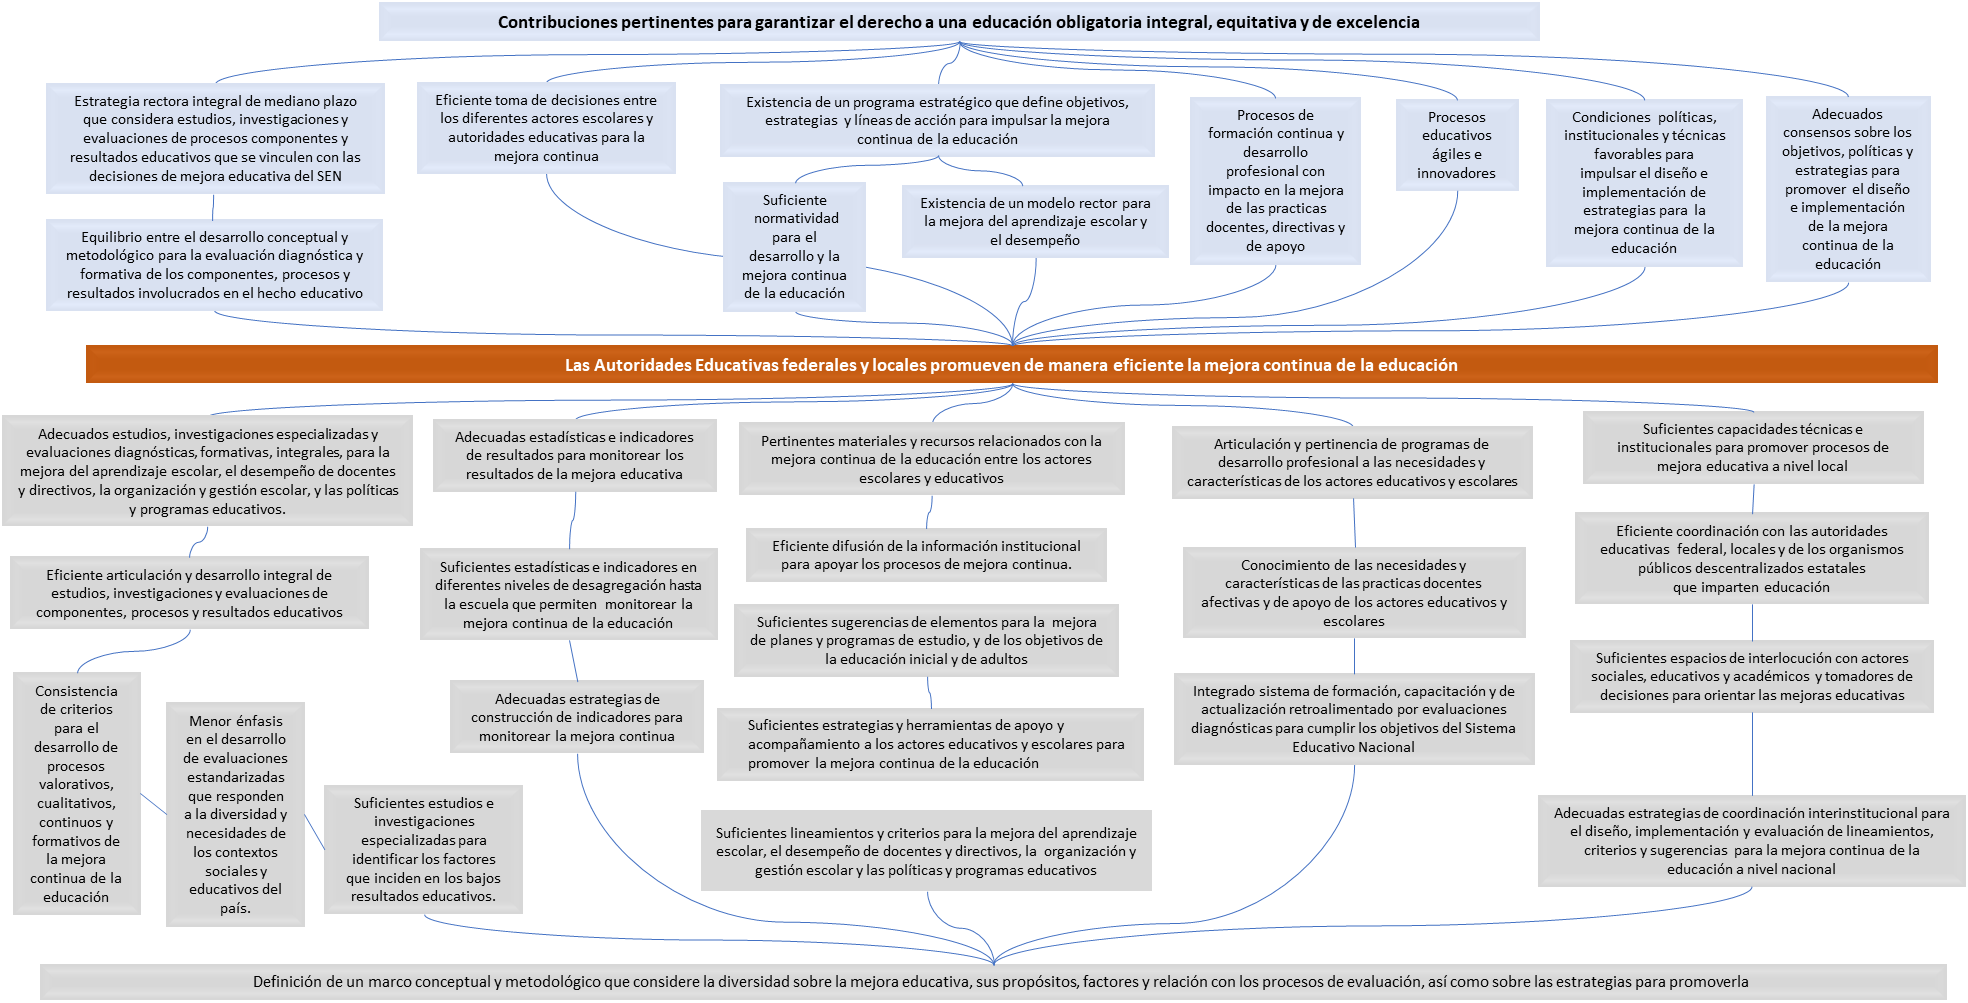 Contribuciones pertinentes para garantizar el derecho a una educación obligatoria integral, equitativa y de excelencia
Estrategia rectora integral de mediano plazo
que considera estudios, investigaciones y
evaluaciones de procesos componentes y
resultados educativos que se vinculen con las
decisiones de mejora educativa del SEN
Eficiente toma de decisiones entre
los diferentes actores escolares y
autoridades educativas para la
mejora continua
Existencia de un programa estratégico que define objetivos,
estrategias y líneas de acción para impulsar la mejora
continua de la educación
Procesos de
formación continua y
desarrollo
profesional con
impacto en la mejora
de las practicas
docentes, directivas y
de apoyo
Procesos
educativos
ágiles e
innovadores
Condiciones políticas,
institucionales y técnicas
favorables para
impulsar el diseño e
implementación de
estrategias para la
mejora continua de la
educación
Adecuados
consensos sobre los
objetivos, políticas y
estrategias para
promover el diseño
e implementación
de la mejora
continua de la
educación
Equilibrio entre el desarrollo conceptual y
metodológico para la evaluación diagnóstica y
formativa de los componentes, procesos y
resultados involucrados en el hecho educativo
Suficiente
normatividad
para el
desarrollo y la
mejora continua
de la educación
Existencia de un modelo rector para
la mejora del aprendizaje escolar y
el desempeño
Las Autoridades Educativas federales y locales promueven de manera eficiente la mejora continua de la educación
Adecuados estudios, investigaciones especializadas y
evaluaciones diagnósticas, formativas, integrales, para la
mejora del aprendizaje escolar, el desempeño de docentes
y directivos, la organización y gestión escolar, y las políticas
y programas educativos.
Eficiente articulación y desarrollo integral de
estudios, investigaciones y evaluaciones de
componentes, procesos y resultados educativos
Consistencia
de criterios
para el
desarrollo de
procesos
valorativos,
cualitativos,
continuos y
formativos de
la mejora
continua de la
educación
Menor énfasis
en el desarrollo
de evaluaciones
estandarizadas
que responden
a la diversidad y
necesidades de
los contextos
sociales y
educativos del
país.
Suficientes estudios e
investigaciones
especializadas para
identificar los factores
que inciden en los bajos
resultados educativos.
Adecuadas estadísticas e indicadores
de resultados para monitorear los
resultados de la mejora educativa
Suficientes estadísticas e indicadores en
diferentes niveles de desagregación hasta
la escuela que permiten monitorear la
mejora continua de la educación
Adecuadas estrategias de
construcción de indicadores para
monitorear la mejora continua
Pertinentes materiales y recursos relacionados con la
mejora continua de la educación entre los actores
escolares y educativos
Eficiente difusión de la información institucional
para apoyar los procesos de mejora continua.
Suficientes sugerencias de elementos para la mejora
de planes y programas de estudio, y de los objetivos de
la educación inicial y de adultos
Suficientes estrategias y herramientas de apoyo y
acompañamiento a los actores educativos y escolares para
promover la mejora continua de la educación
Suficientes lineamientos y criterios para la mejora del aprendizaje
escolar, el desempeño de docentes y directivos, la organización y
gestión escolar y las políticas y programas educativos
Articulación y pertinencia de programas de
desarrollo profesional a las necesidades y
características de los actores educativos y escolares
Conocimiento de las necesidades y
características de las practicas docentes
afectivas y de apoyo de los actores educativos y
escolares
Integrado sistema de formación, capacitación y de
actualización retroalimentado por evaluaciones
diagnósticas para cumplir los objetivos del Sistema
Educativo Nacional
Suficientes capacidades técnicas e
institucionales para promover procesos de
mejora educativa a nivel local
Eficiente coordinación con las autoridades
educativas federal, locales y de los organismos
públicos descentralizados estatales
que imparten educación
Suficientes espacios de interlocución con actores
sociales, educativos y académicos y tomadores de
decisiones para orientar las mejoras educativas
Adecuadas estrategias de coordinación interinstitucional para
el diseño, implementación y evaluación de lineamientos,
criterios y sugerencias para la mejora continua de la
educación a nivel nacional
Definición de un marco conceptual y metodológico que considere la diversidad sobre la mejora educativa, sus propósitos, factores y relación con los procesos de evaluación, así como sobre las estrategias para promoverla